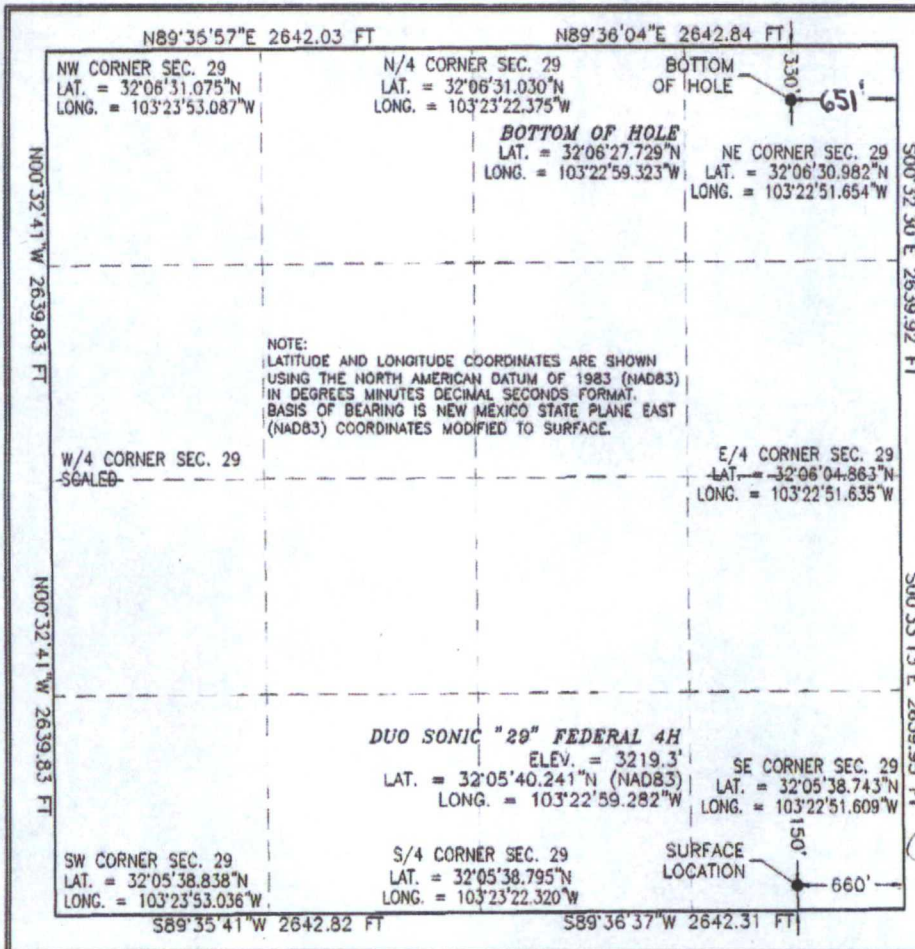 N89°35'57"E 2642.03 FT
N89°36'04"E 2642.84 FT
NW CORNER SEC. 29
LAT. = 32°06'31.075"N
LONG. = 103°23'53.087"W
N/4 CORNER SEC. 29
LAT. = 32°06'31.030"N
LONG. = 103°23'22.375"W
BOTTOM
OF HOLE
330'
651'
BOTTOM OF HOLE
LAT. = 32°06'27.729"N
LONG. = 103°22'59.323"W
NE CORNER SEC. 29
LAT. = 32°06'30.982"N
LONG. = 103°22'51.654"W
N00°32'41"W 2639.83 FT
S00°32'30"E 2639.92 FT
NOTE:
LATITUDE AND LONGITUDE COORDINATES ARE SHOWN
USING THE NORTH AMERICAN DATUM OF 1983 (NAD83)
IN DEGREES MINUTES DECIMAL SECONDS FORMAT.
BASIS OF BEARING IS NEW MEXICO STATE PLANE EAST
(NAD83) COORDINATES MODIFIED TO SURFACE.
W/4 CORNER SEC. 29
SCALED
E/4 CORNER SEC. 29
LAT. = 32°06'04.863"N
LONG. = 103°22'51.635"W
N00°32'41"W 2639.83 FT
DUO SONIC "29" FEDERAL 4H
ELEV. = 3219.3'
LAT. = 32°05'40.241"N (NAD83)
LONG. = 103°22'59.282"W
SE CORNER SEC. 29
LAT. = 32°05'38.743"N
LONG. = 103°22'51.609"W
SW CORNER SEC. 29
LAT. = 32°05'38.838"N
LONG. = 103°23'53.036"W
S/4 CORNER SEC. 29
LAT. = 32°05'38.795"N
LONG. = 103°23'22.320"W
SURFACE
LOCATION
150'
660'
S89°35'41"W 2642.82 FT
S89°36'37"W 2642.31 FT